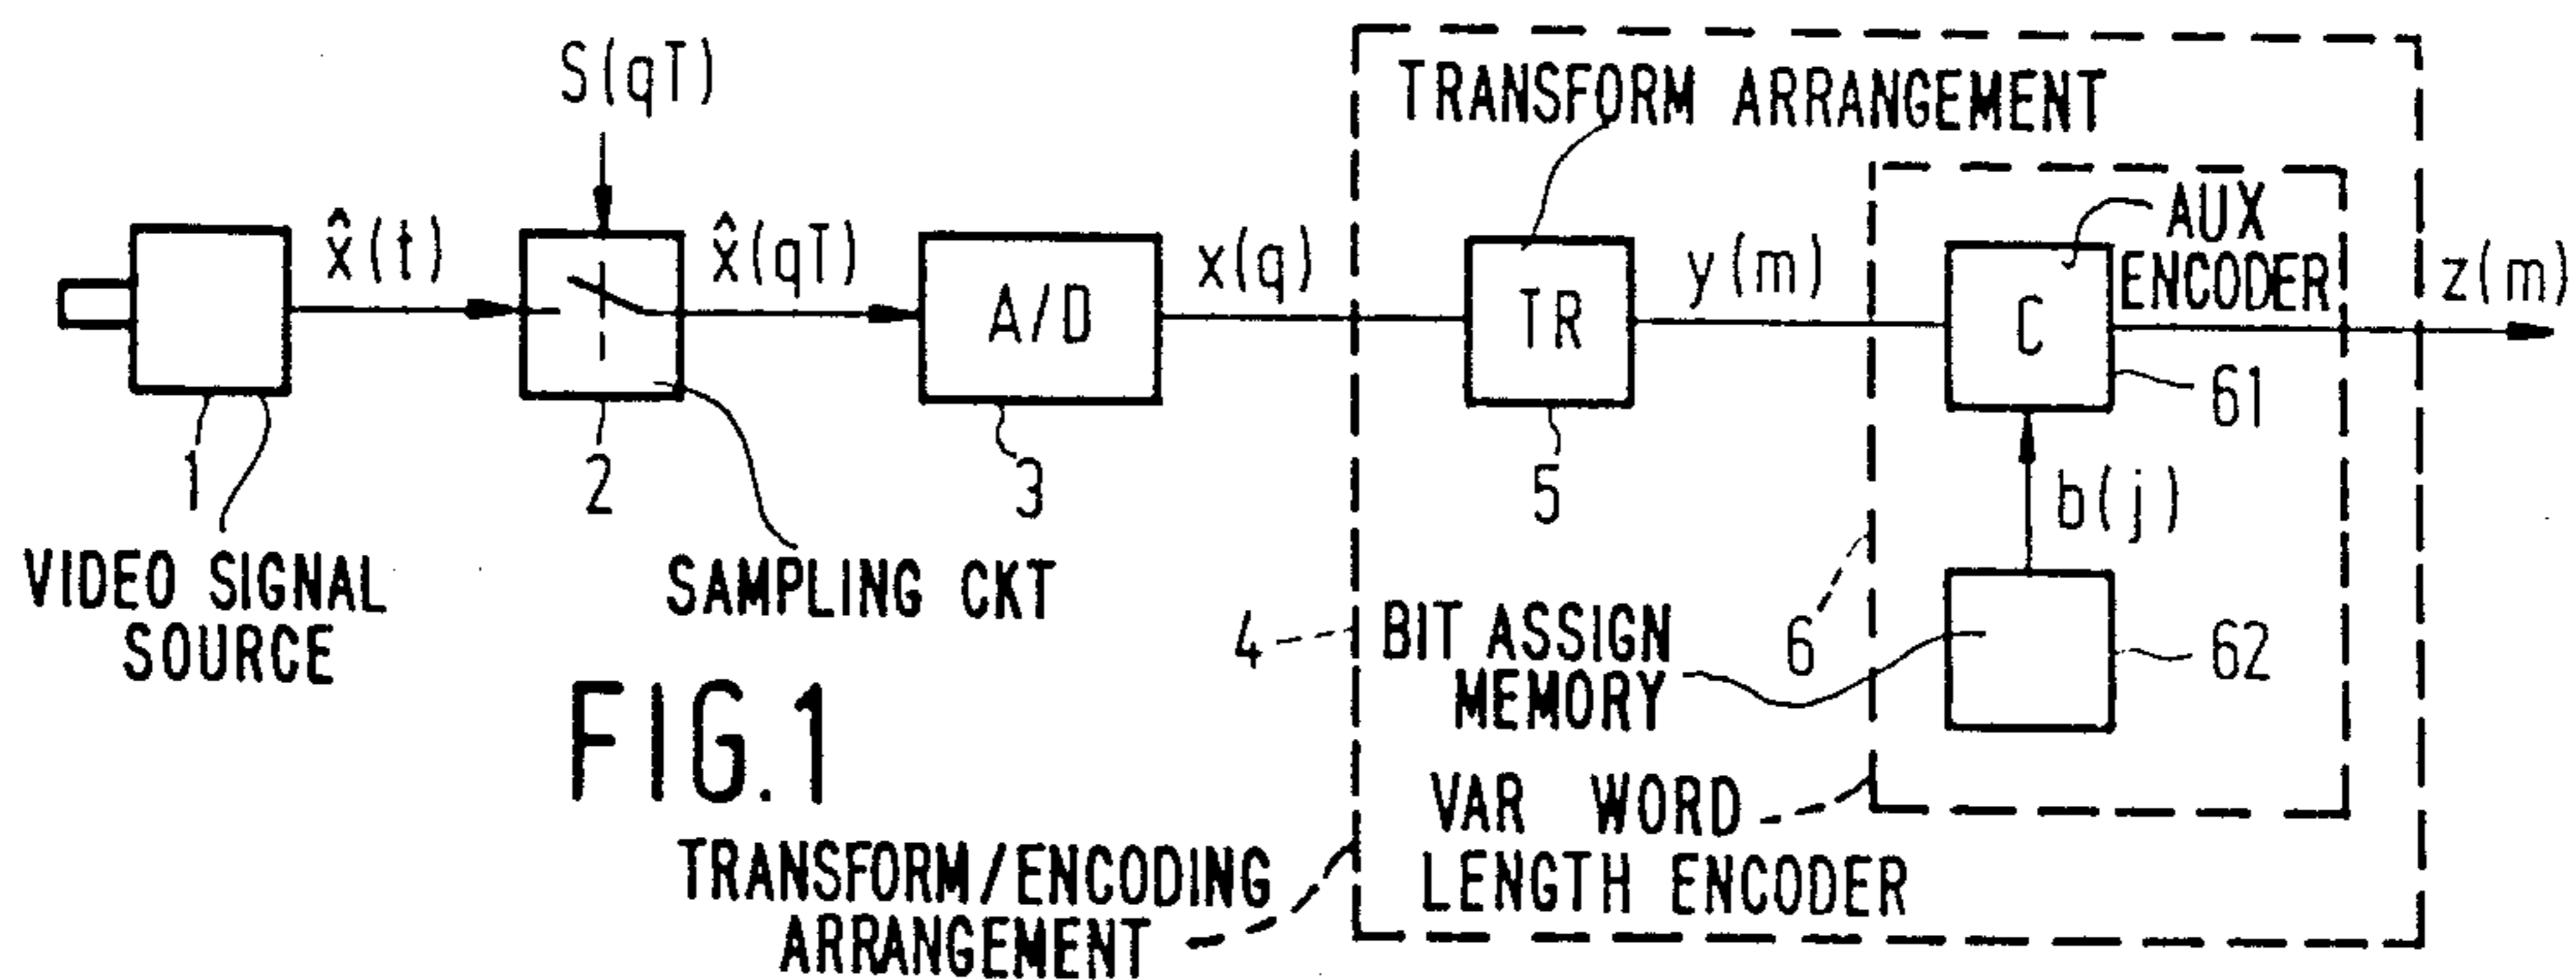 S(qT)
TRANSFORM ARRANGEMENT
x̂(t)
x̂(qT)
x(q)
y(m)
AUX
ENCODER
z(m)
A/D
TR
C
1
2
3
5
61
b(j)
VIDEO SIGNAL
SOURCE
SAMPLING CKT
4
BIT ASSIGN
MEMORY
6
62
FIG.1
VAR WORD
LENGTH ENCODER
TRANSFORM/ENCODING
ARRANGEMENT